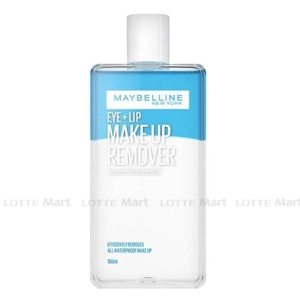 MAYBELLINE
NEW YORK
EYE + LIP
MAKE UP
REMOVER
LOTTE Mart LOTTE Mart LOTTE Mart
EFFICIENTLY REMOVES
ALL WATERPROOF MAKE UP
150ml